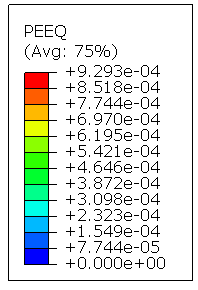 PEEQ
(Avg: 75%)
+9.293e-04
+8.518e-04
+7.744e-04
+6.970e-04
+6.195e-04
+5.421e-04
+4.646e-04
+3.872e-04
+3.098e-04
+2.323e-04
+1.549e-04
+7.744e-05
+0.000e+00